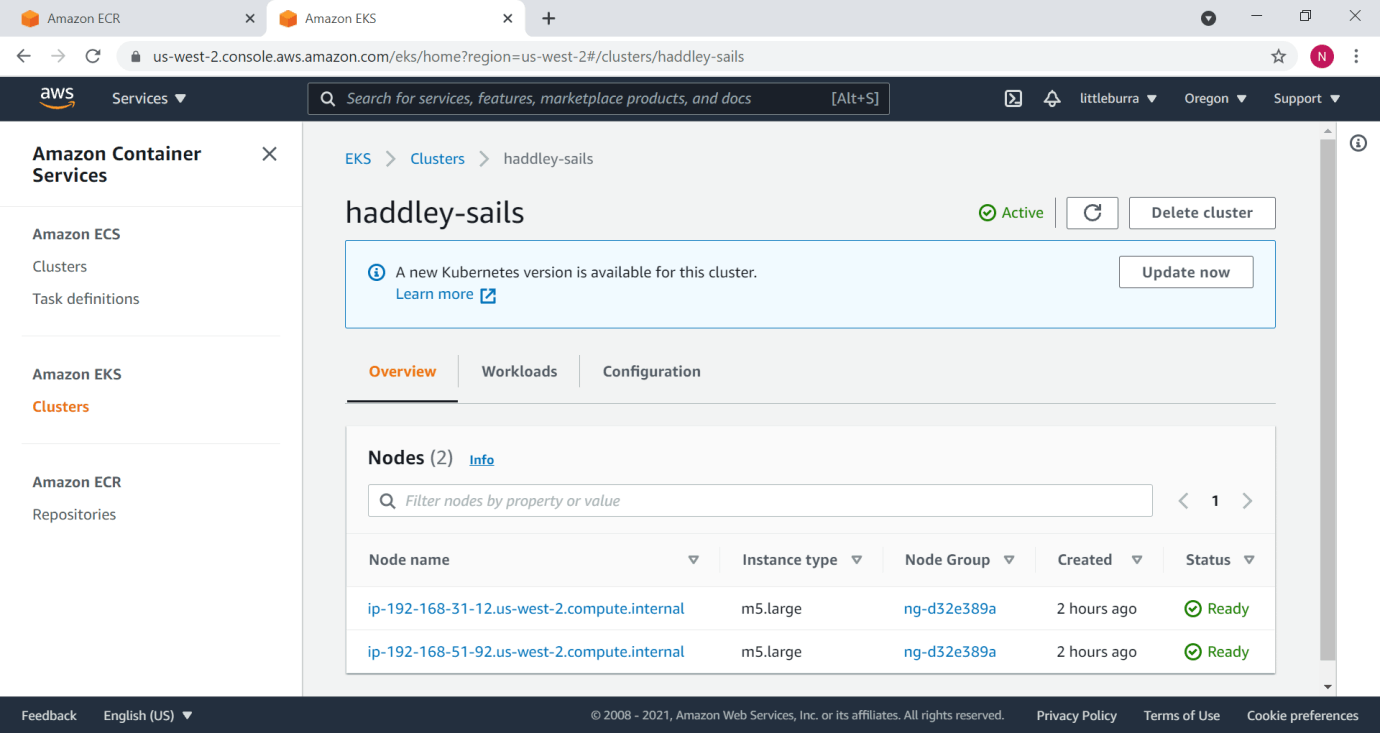 Amazon ECR
Amazon EKS
us-west-2.console.aws.amazon.com/eks/home?region=us-west-2#/clusters/haddley-sails
N
aws
Services
Search for services, features, marketplace products, and docs [Alt+S]
littleburra
Oregon
Support
Amazon Container
Services
Amazon ECS
Clusters
Task definitions
Amazon EKS
Clusters
Amazon ECR
Repositories
EKS > Clusters > haddley-sails
haddley-sails
Active
Delete cluster
A new Kubernetes version is available for this cluster.
Learn more
Update now
Overview
Workloads
Configuration
Nodes (2) Info
Filter nodes by property or value
1
Node name Instance type Node Group Created Status
ip-192-168-31-12.us-west-2.compute.internal m5.large ng-d32e389a 2 hours ago Ready
ip-192-168-51-92.us-west-2.compute.internal m5.large ng-d32e389a 2 hours ago Ready
Feedback
English (US)
© 2008 - 2021, Amazon Web Services, Inc. or its affiliates. All rights reserved.
Privacy Policy
Terms of Use
Cookie preferences